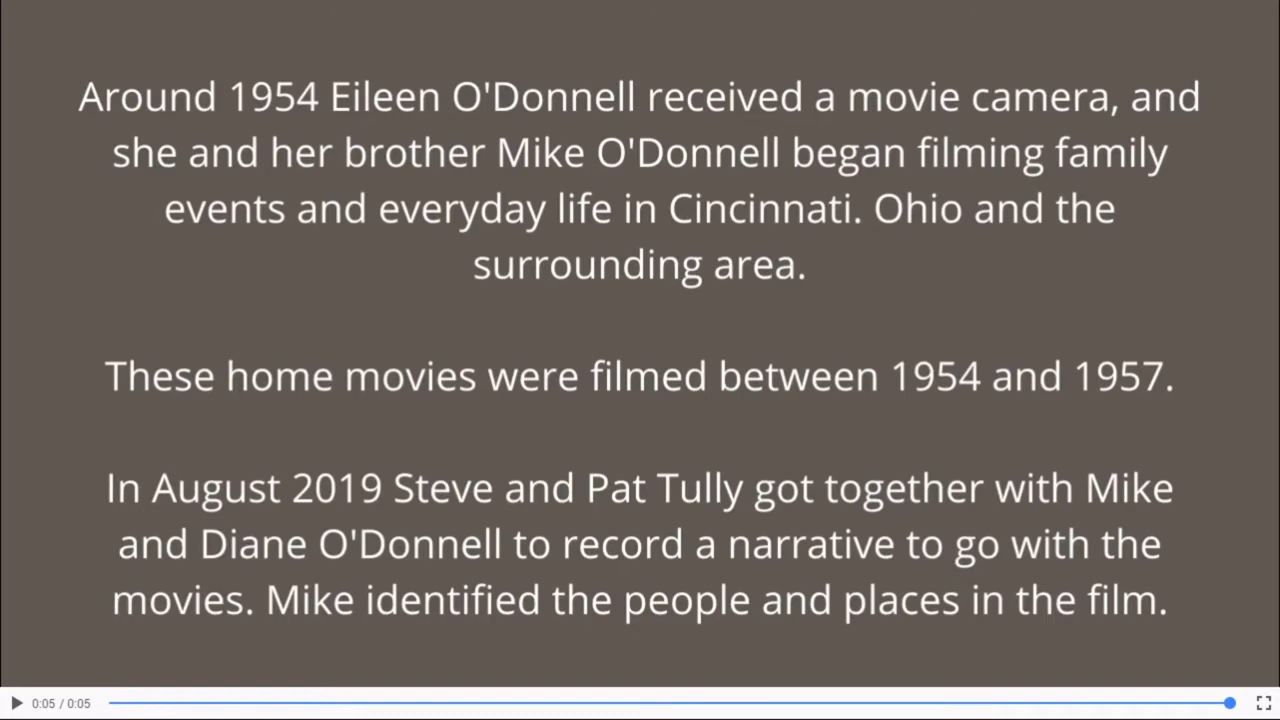 Around 1954 Eileen O'Donnell received a movie camera, and
she and her brother Mike O'Donnell began filming family
events and everyday life in Cincinnati. Ohio and the
surrounding area.
These home movies were filmed between 1954 and 1957.
In August 2019 Steve and Pat Tully got together with Mike
and Diane O'Donnell to record a narrative to go with the
movies. Mike identified the people and places in the film.
0:05 / 0:05